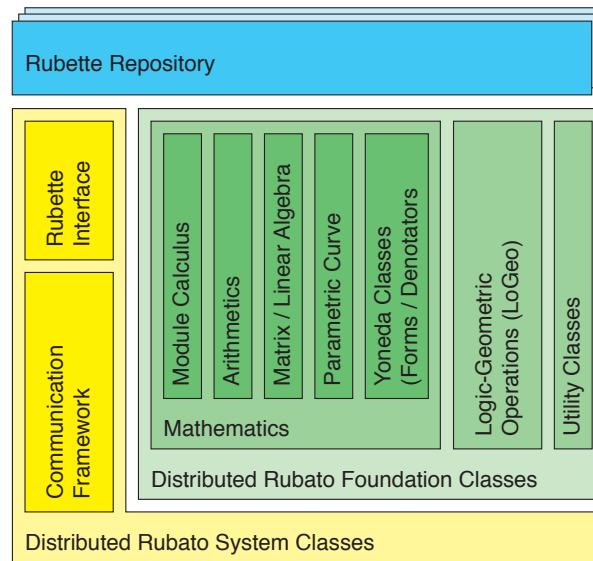 Rubette Repository
Rubette
Interface
Communication
Framework
Module Calculus
Arithmetics
Matrix / Linear Algebra
Parametric Curve
Yoneda Classes
(Forms / Denotators)
Mathematics
Logic-Geometric
Operations (LoGeo)
Utility Classes
Distributed Rubato Foundation Classes
Distributed Rubato System Classes